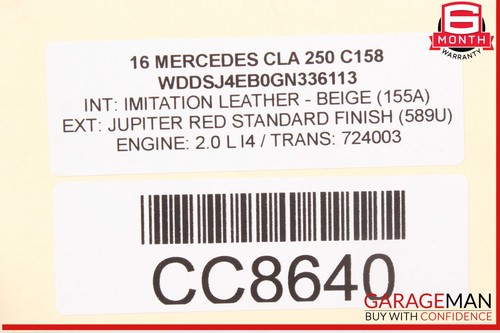 6
MONTH
WARRANTY
16 MERCEDES CLA 250 C158
WDDSJ4EB0GN336113
INT: IMITATION LEATHER - BEIGE (155A)
EXT: JUPITER RED STANDARD FINISH (589U)
ENGINE: 2.0 L I4 / TRANS: 724003
CC8640
GARAGEMAN
BUY WITH CONFIDENCE